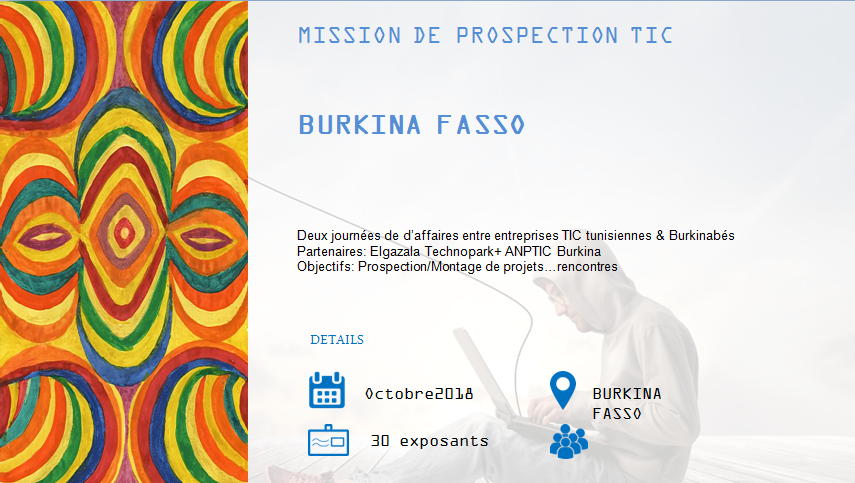 MISSION DE PROSPECTION TIC
BURKINA FASSO
Deux journées de d'affaires entre entreprises TIC tunisiennes & Burkinabés
Partenaires: Elgazala Technopark+ ANPTIC Burkina
Objectifs: Prospection/Montage de projets...rencontres
DETAILS
Octobre2018
BURKINA
FASSO
30 exposants